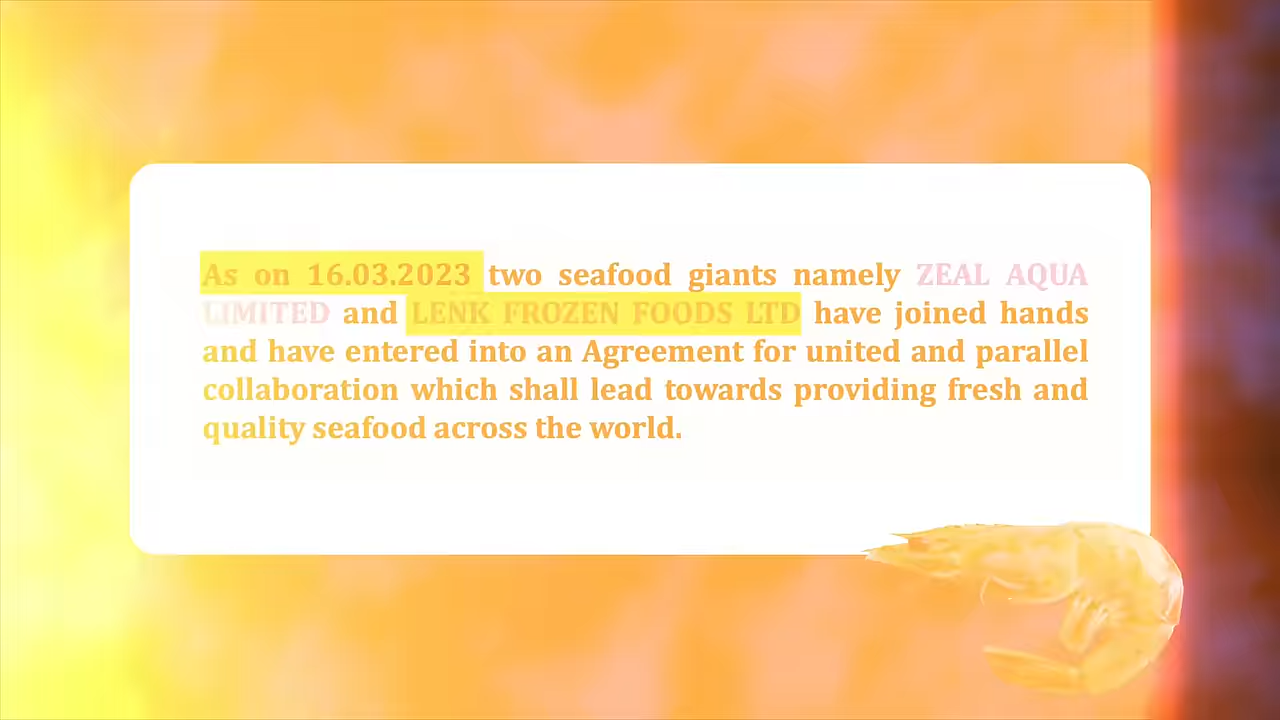 As on 16.03.2023 two seafood giants namely ZEAL AQUA
LIMITED and LENK FROZEN FOODS LTD have joined hands
and have entered into an Agreement for united and parallel
collaboration which shall lead towards providing fresh and
quality seafood across the world.